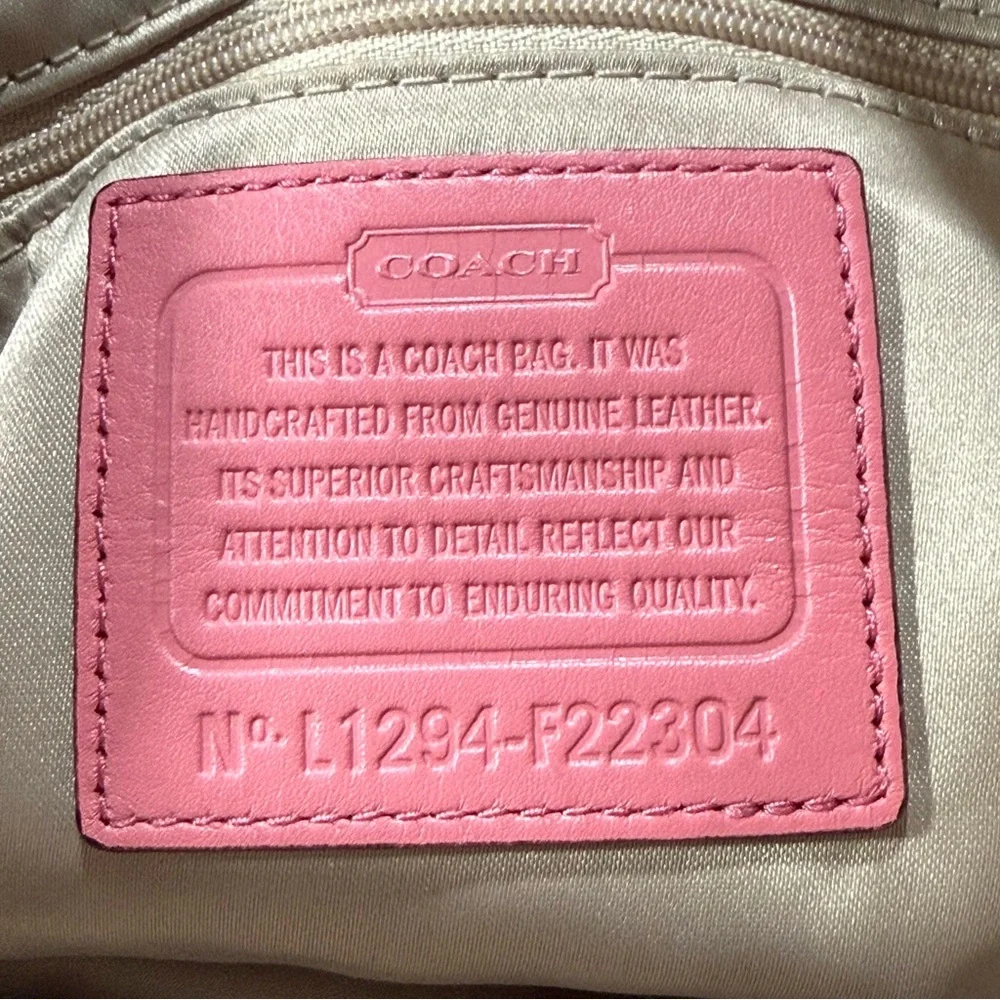 COACH
THIS IS A COACH BAG. IT WAS
HANDCRAFTED FROM GENUINE LEATHER.
ITS SUPERIOR CRAFTSMANSHIP AND
ATTENTION TO DETAIL REFLECT OUR
COMMITMENT TO ENDURING QUALITY.
Nº. L1294-F22304